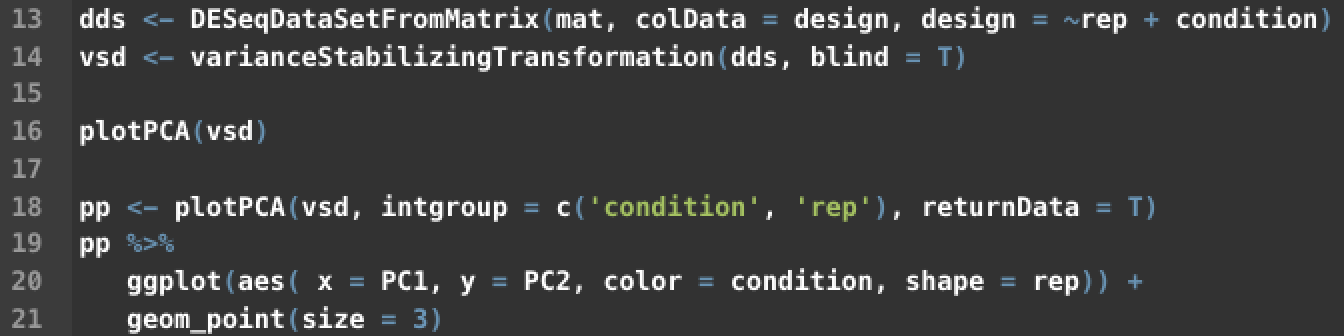 13 dds <- DESeqDataSetFromMatrix(mat, colData = design, design = ~rep + condition)
14 vsd <- varianceStabilizingTransformation(dds, blind = T)
15
16 plotPCA(vsd)
17
18 pp <- plotPCA(vsd, intgroup = c('condition', 'rep'), returnData = T)
19 pp %>%
20    ggplot(aes( x = PC1, y = PC2, color = condition, shape = rep)) +
21    geom_point(size = 3)